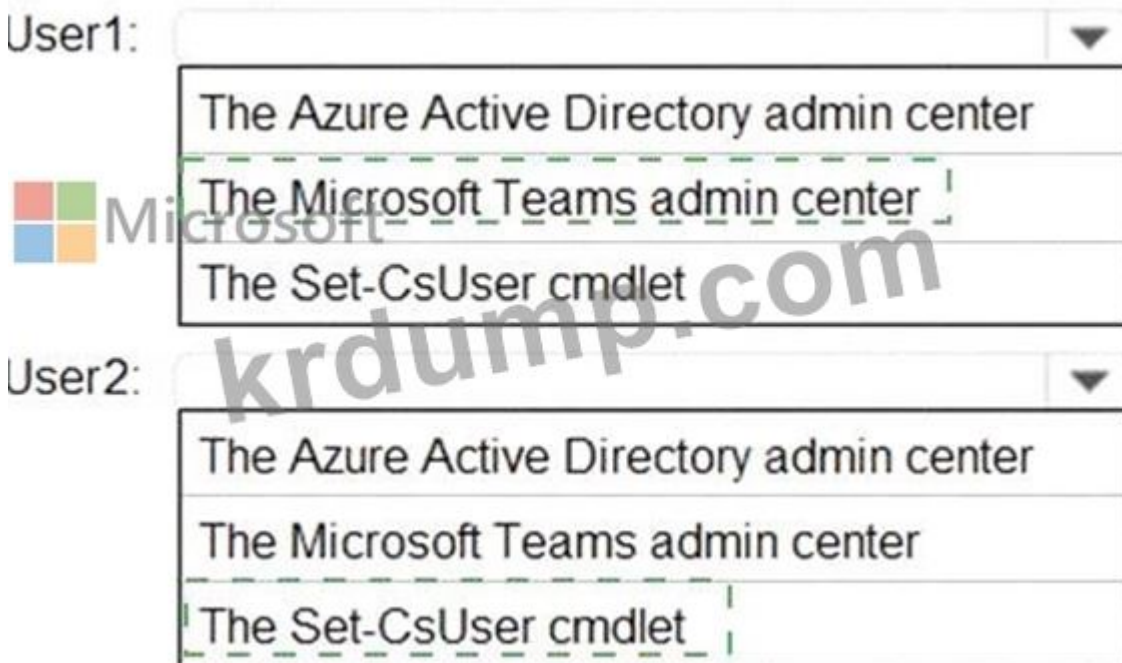 User1:
The Azure Active Directory admin center
The Microsoft Teams admin center
Microsoft
The Set-CsUser cmdlet
krdump.com
User2:
The Azure Active Directory admin center
The Microsoft Teams admin center
The Set-CsUser cmdlet